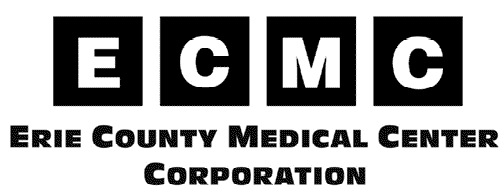 ECMC
ERIE COUNTY MEDICAL CENTER
CORPORATION